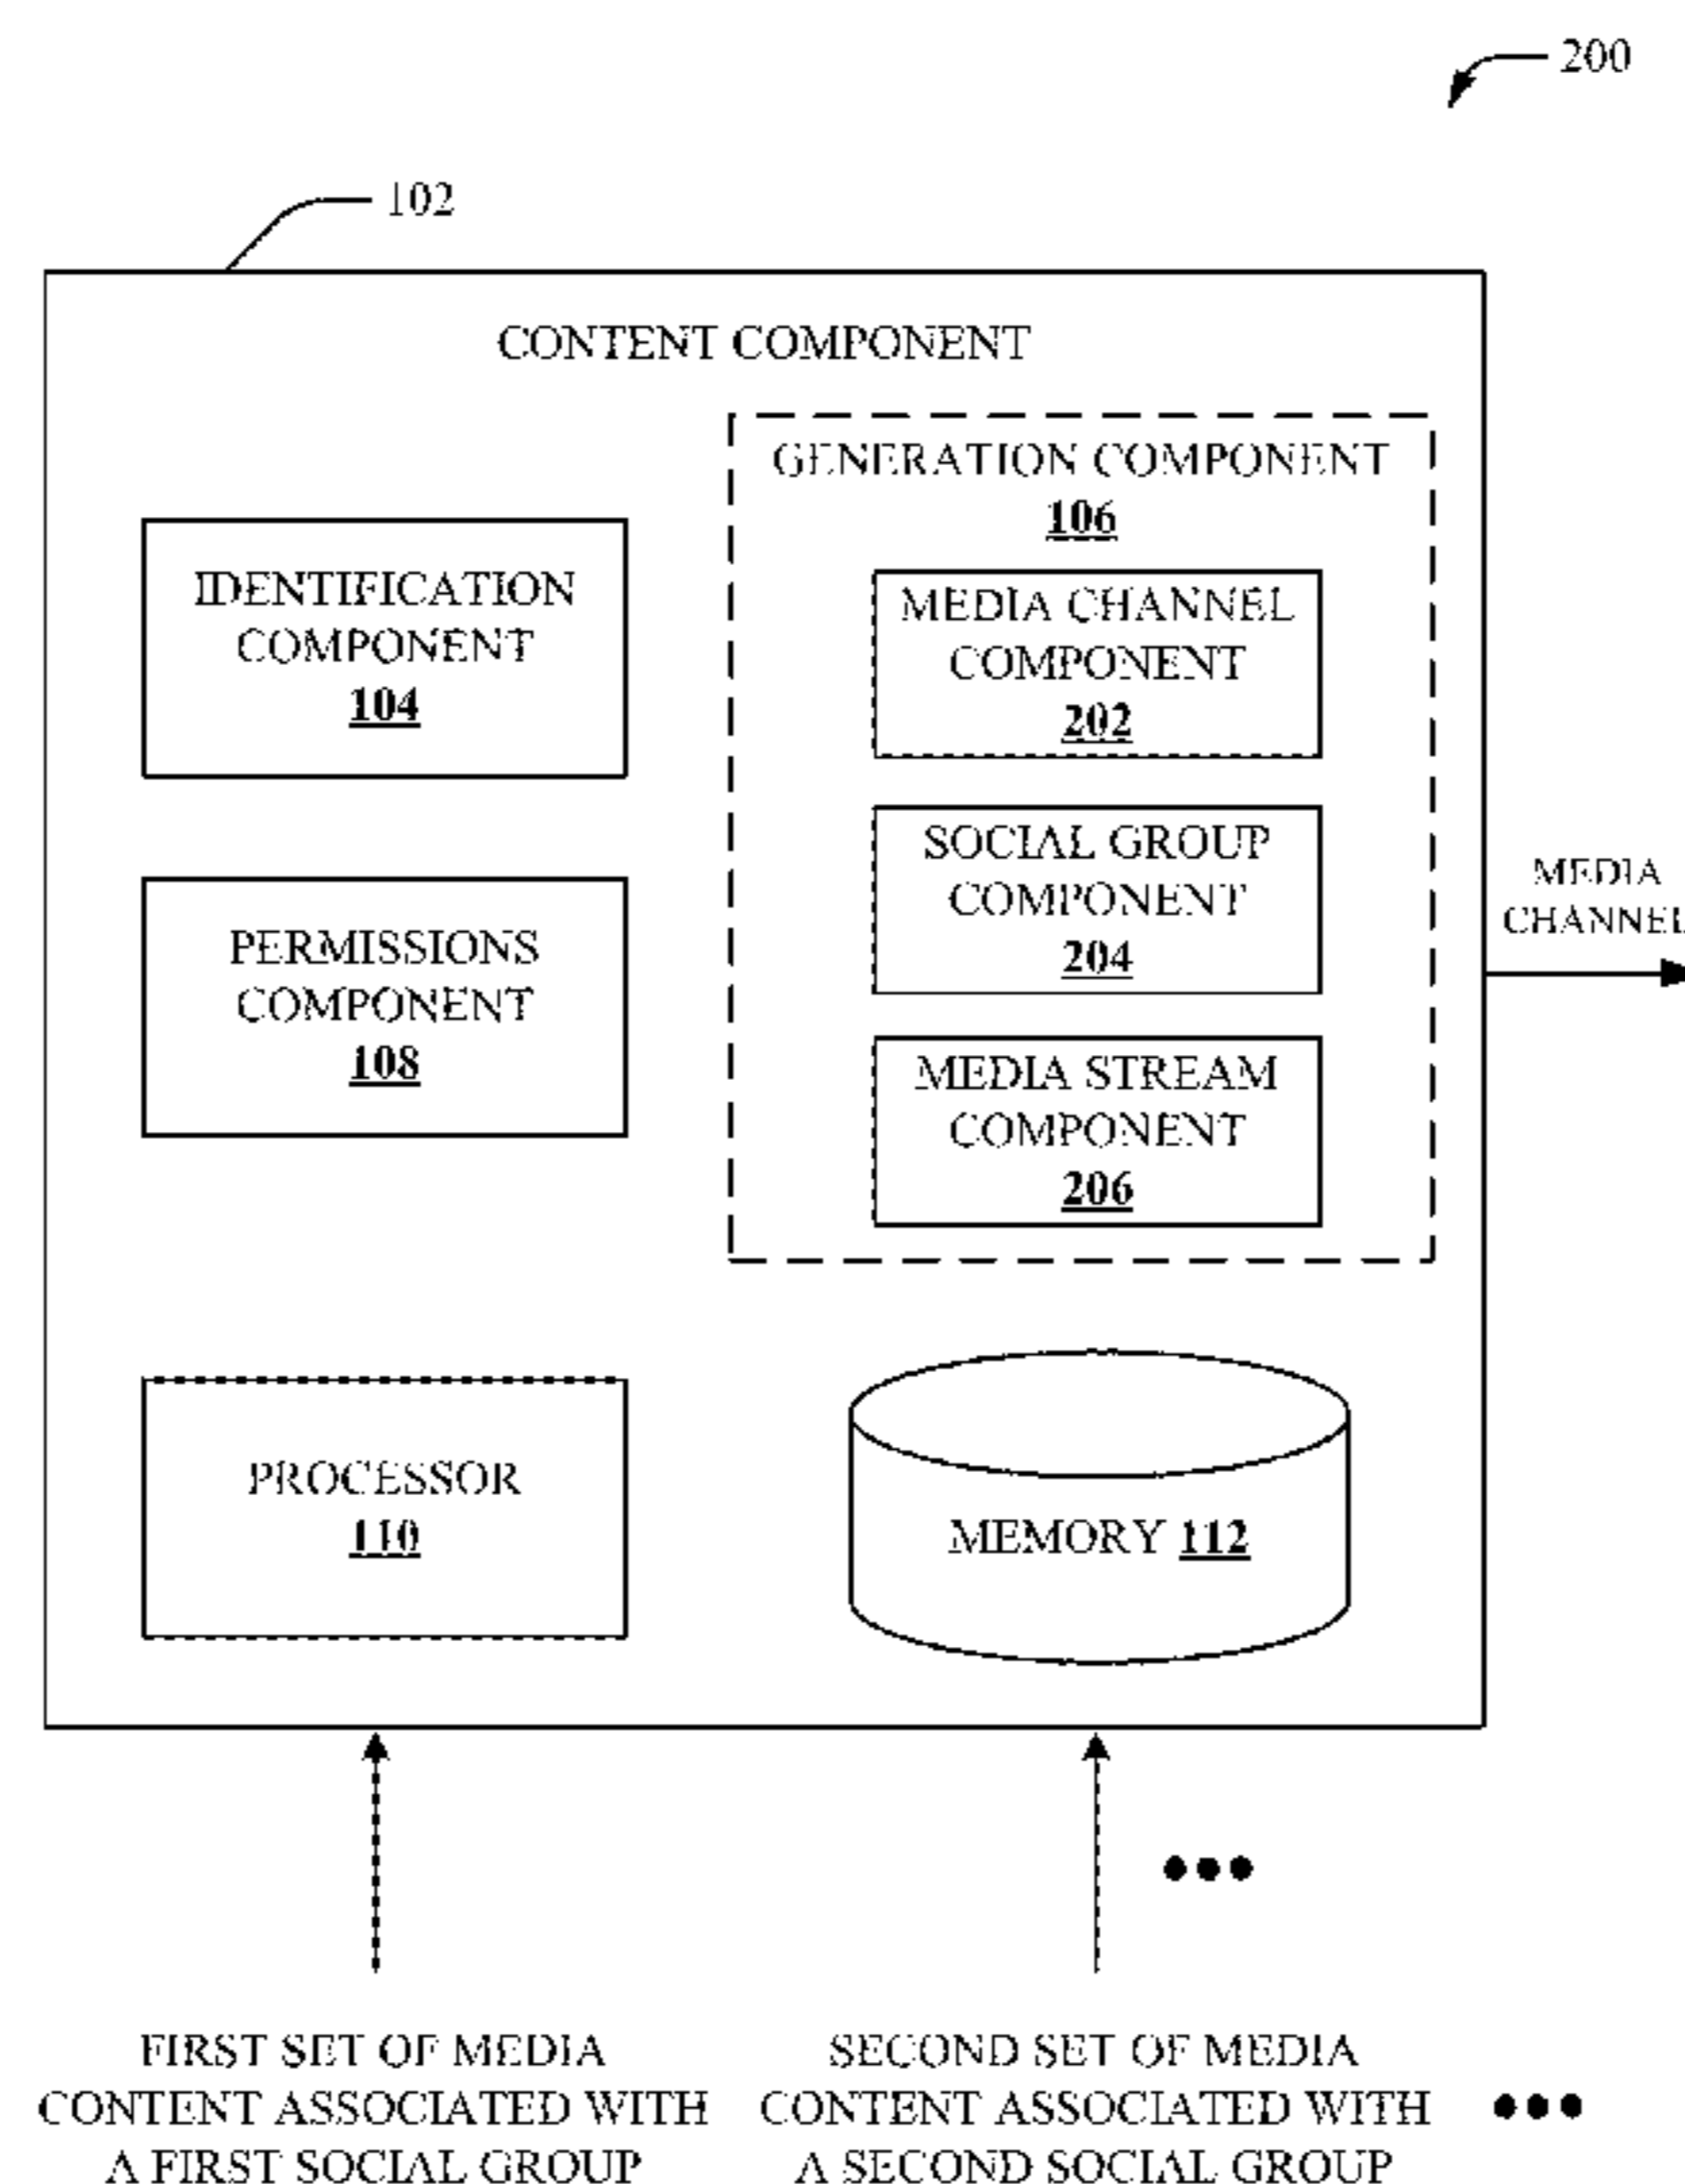 200
102
CONTENT COMPONENT
GENERATION COMPONENT
106
IDENTIFICATION
COMPONENT
104
MEDIA CHANNEL
COMPONENT
202
SOCIAL GROUP
COMPONENT
204
MEDIA
CHANNEL
PERMISSIONS
COMPONENT
108
MEDIA STREAM
COMPONENT
206
PROCESSOR
110
MEMORY 112
FIRST SET OF MEDIA
CONTENT ASSOCIATED WITH
A FIRST SOCIAL GROUP
SECOND SET OF MEDIA
CONTENT ASSOCIATED WITH
A SECOND SOCIAL GROUP